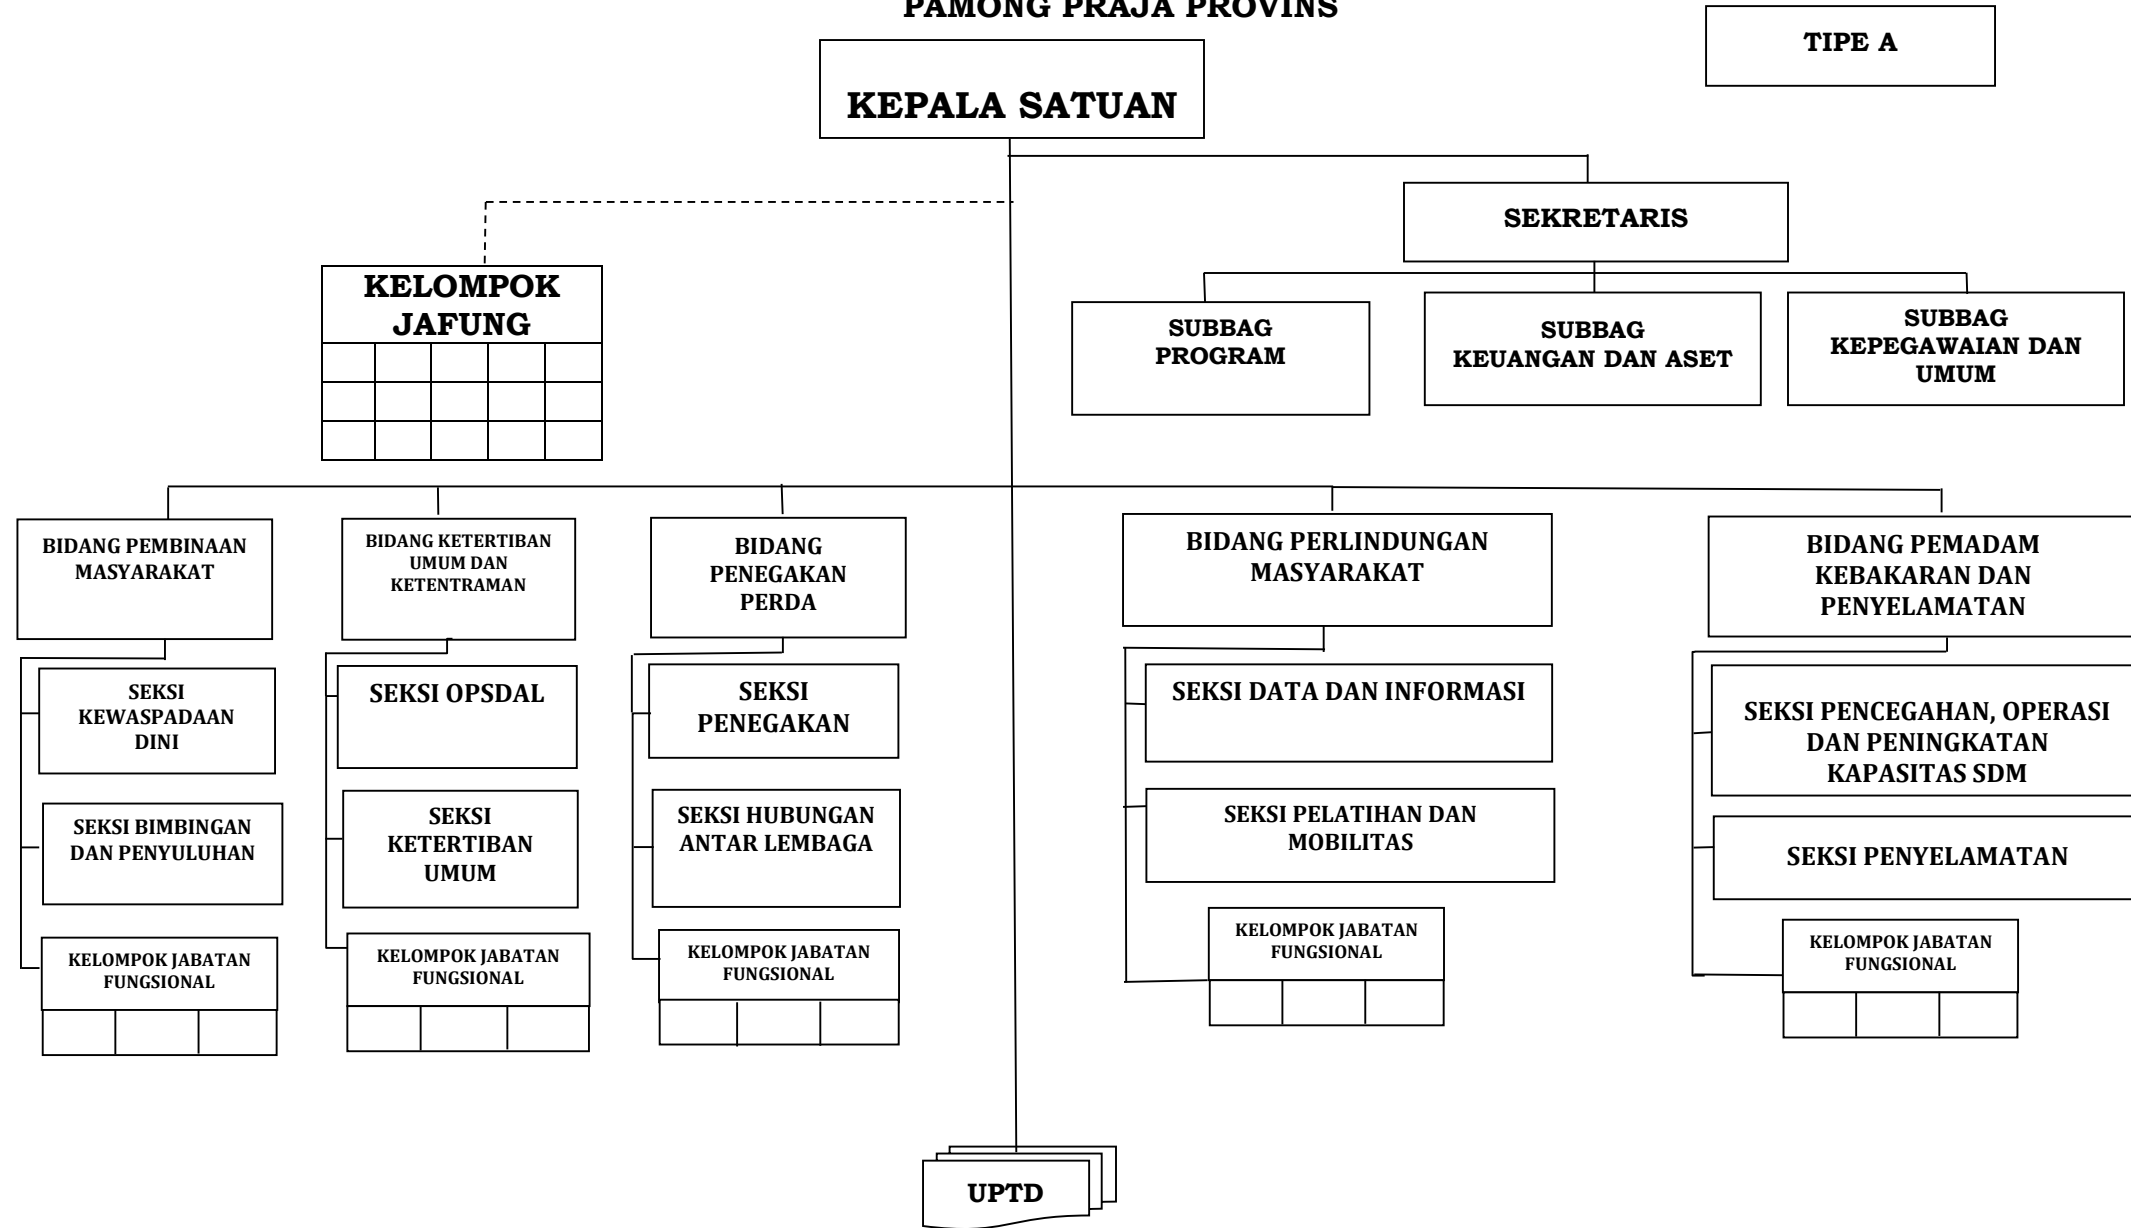 PAMONG PRAJA PROVINS
TIPE A
KEPALA SATUAN
SEKRETARIS
KELOMPOK
JAFUNG
SUBBAG
PROGRAM
SUBBAG
KEUANGAN DAN ASET
SUBBAG
KEPEGAWAIAN DAN
UMUM
BIDANG PEMBINAAN
MASYARAKAT
BIDANG KETERTIBAN
UMUM DAN
KETENTRAMAN
BIDANG
PENEGAKAN
PERDA
BIDANG PERLINDUNGAN
MASYARAKAT
BIDANG PEMADAM
KEBAKARAN DAN
PENYELAMATAN
SEKSI
KEWASPADAAN
DINI
SEKSI OPSDAL
SEKSI
PENEGAKAN
SEKSI DATA DAN INFORMASI
SEKSI PENCEGAHAN, OPERASI
DAN PENINGKATAN
KAPASITAS SDM
SEKSI BIMBINGAN
DAN PENYULUHAN
SEKSI
KETERTIBAN
UMUM
SEKSI HUBUNGAN
ANTAR LEMBAGA
SEKSI PELATIHAN DAN
MOBILITAS
SEKSI PENYELAMATAN
KELOMPOK JABATAN
FUNGSIONAL
KELOMPOK JABATAN
FUNGSIONAL
KELOMPOK JABATAN
FUNGSIONAL
KELOMPOK JABATAN
FUNGSIONAL
KELOMPOK JABATAN
FUNGSIONAL
UPTD